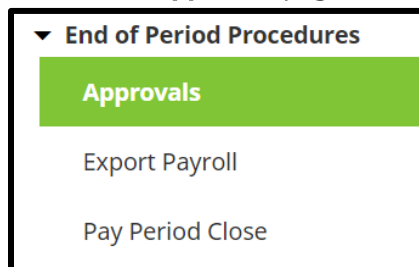 End of Period Procedures
Approvals
Export Payroll
Pay Period Close